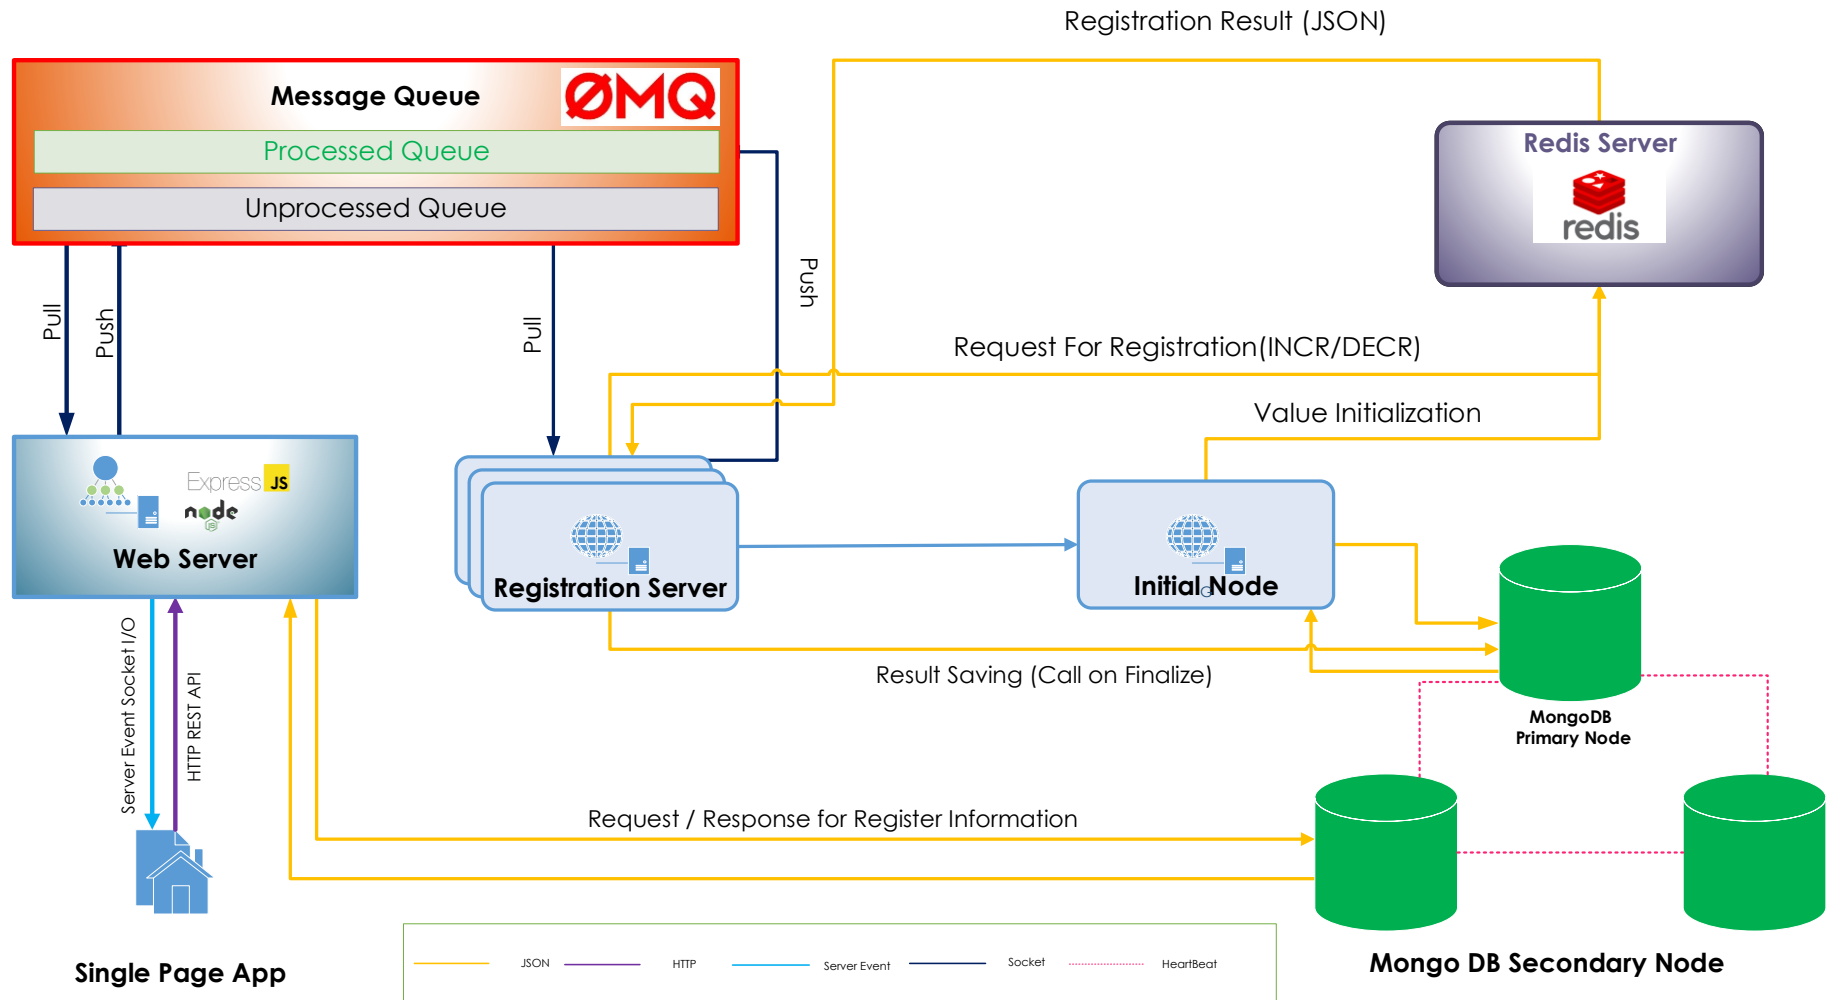 Registration Result (JSON)
Message Queue
ØMQ
Processed Queue
Unprocessed Queue
Redis Server
redis
Pull
Push
Pull
Push
Request For Registration(INCR/DECR)
Value Initialization
Express JS
node
JS
Web Server
Registration Server
Initial Node
G
Server Event Socket I/O
HTTP REST API
Result Saving (Call on Finalize)
MongoDB
Primary Node
Request / Response for Register Information
Single Page App
Mongo DB Secondary Node
JSON
HTTP
Server Event
Socket
HeartBeat